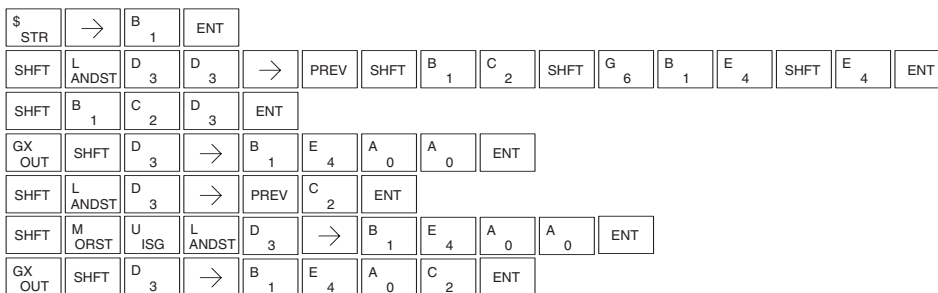 $ STR → B 1 ENT
SHFT L ANDST D 3 D 3 → PREV SHFT B 1 C 2 SHFT G 6 B 1 E 4 SHFT E 4 ENT
SHFT B 1 C 2 D 3 ENT
GX OUT SHFT D 3 → B 1 E 4 A 0 A 0 ENT
SHFT L ANDST D 3 → PREV C 2 ENT
SHFT M ORST U ISG L ANDST D 3 → B 1 E 4 A 0 A 0 ENT
GX OUT SHFT D 3 → B 1 E 4 A 0 C 2 ENT